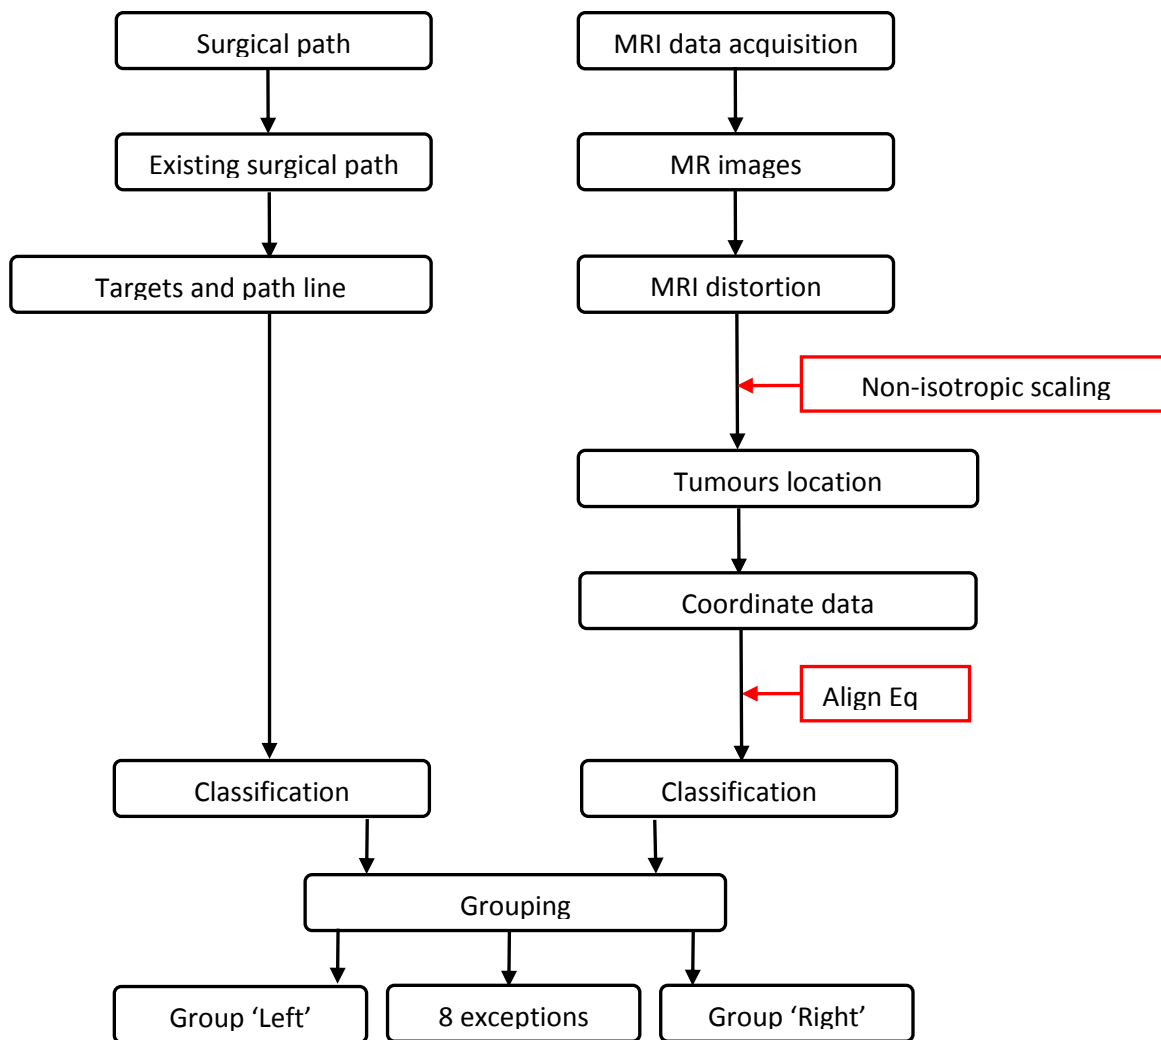 Surgical path
MRI data acquisition
Existing surgical path
MR images
Targets and path line
MRI distortion
Non-isotropic scaling
Tumours location
Coordinate data
Align Eq
Classification
Classification
Grouping
Group ‘Left’
8 exceptions
Group ‘Right’